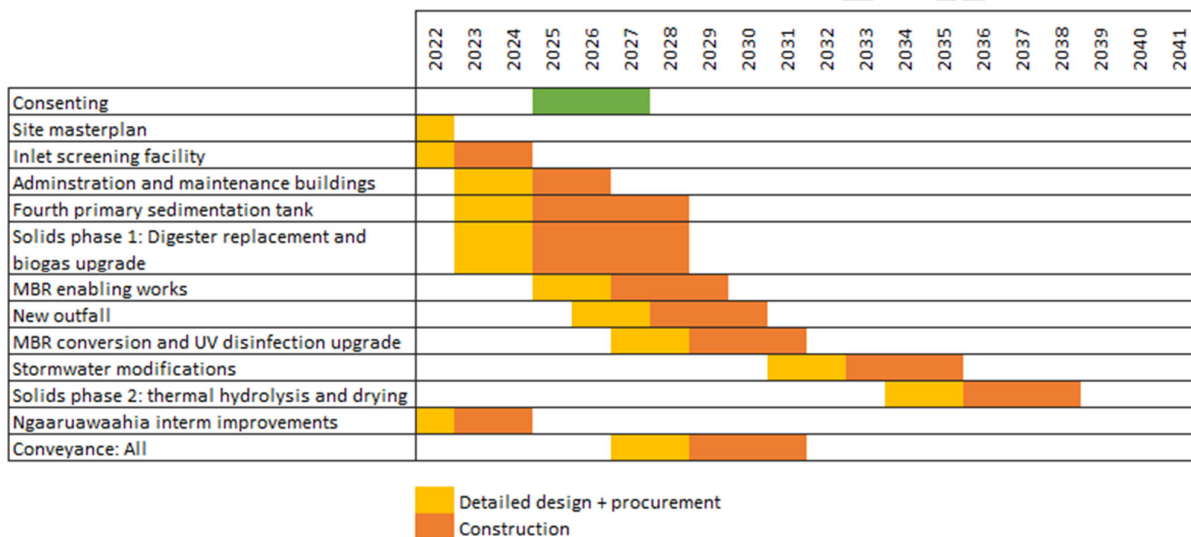 2022 2023 2024 2025 2026 2027 2028 2029 2030 2031 2032 2033 2034 2035 2036 2037 2038 2039 2040 2041
Consenting
Site masterplan
Inlet screening facility
Adminstration and maintenance buildings
Fourth primary sedimentation tank
Solids phase 1: Digester replacement and
biogas upgrade
MBR enabling works
New outfall
MBR conversion and UV disinfection upgrade
Stormwater modifications
Solids phase 2: thermal hydrolysis and drying
Ngaaruawaahia interm improvements
Conveyance: All
Detailed design + procurement
Construction